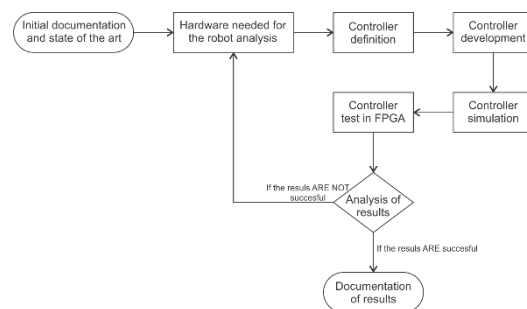 Initial documentation
and state of the art
Hardware needed for
the robot analysis
Controller
definition
Controller
development
Controller
test in FPGA
Controller
simulation
If the resuls ARE NOT
succesful
Analysis of
results
If the resuls ARE succesful
Documentation
of results